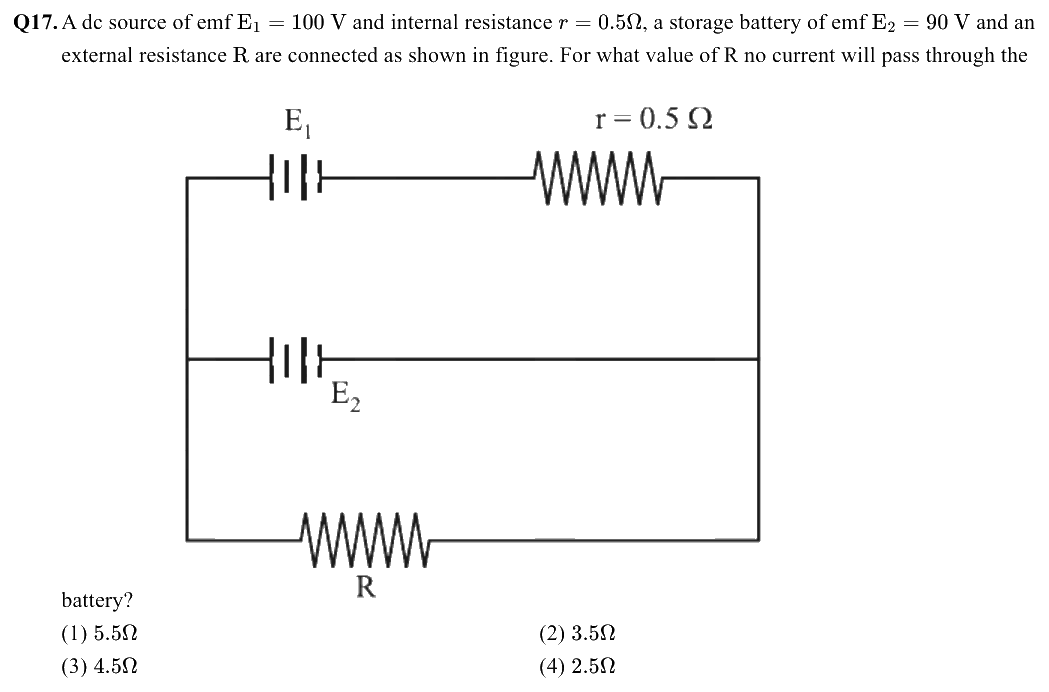 Q17. A dc source of emf E₁ = 100 V and internal resistance r = 0.5Ω, a storage battery of emf E₂ = 90 V and an
external resistance R are connected as shown in figure. For what value of R no current will pass through the
E₁
r = 0.5 Ω
E₂
R
battery?
(1) 5.5Ω
(2) 3.5Ω
(3) 4.5Ω
(4) 2.5Ω